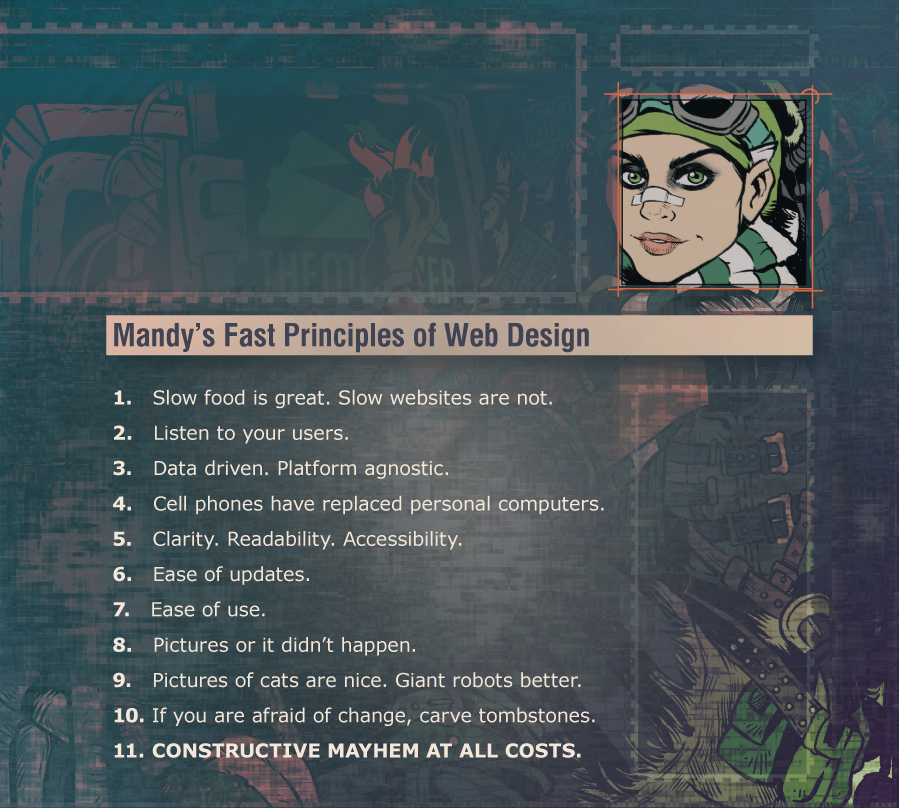 Mandy’s Fast Principles of Web Design
1. Slow food is great. Slow websites are not.
2. Listen to your users.
3. Data driven. Platform agnostic.
4. Cell phones have replaced personal computers.
5. Clarity. Readability. Accessibility.
6. Ease of updates.
7. Ease of use.
8. Pictures or it didn’t happen.
9. Pictures of cats are nice. Giant robots better.
10. If you are afraid of change, carve tombstones.
11. CONSTRUCTIVE MAYHEM AT ALL COSTS.